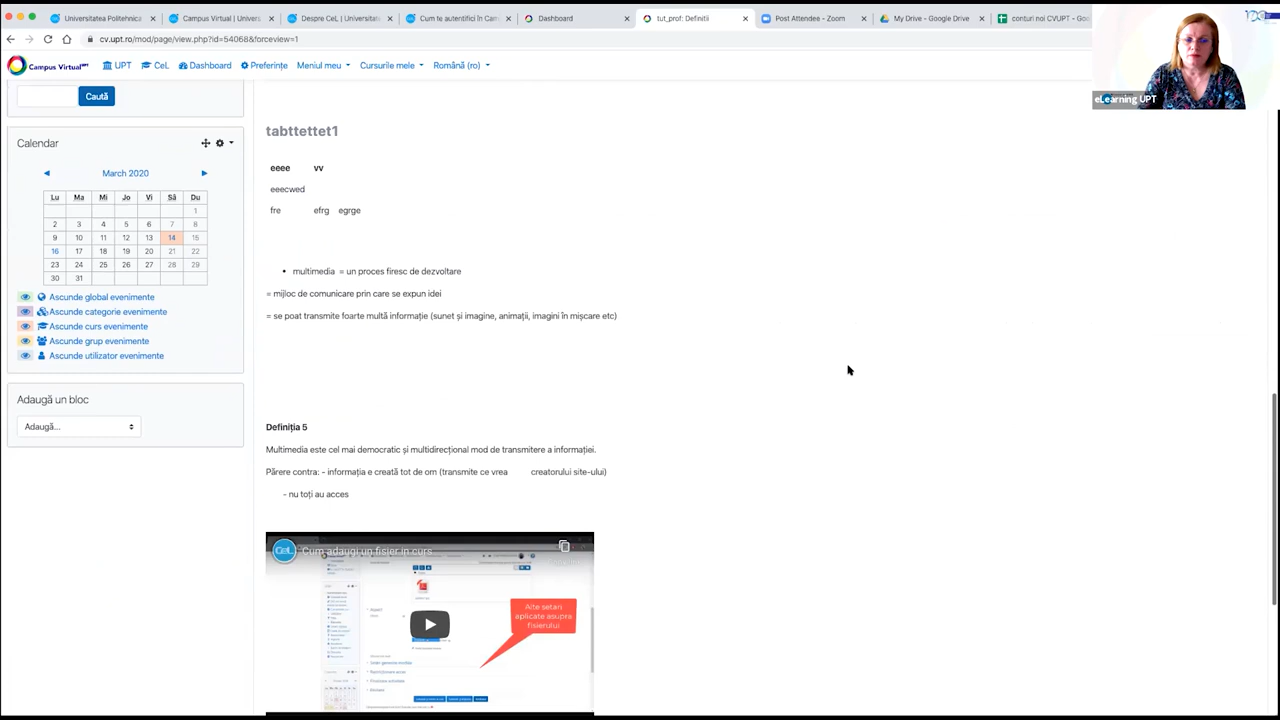 Universitatea Politehnica
Campus Virtual | Univers
Despre CeL | Universitate
Cum te autentifici în Cam
Dashboard
tut_prof: Definitii
Post Attendee - Zoom
My Drive - Google Drive
conturi noi CVUPT - Goo
cv.upt.ro/mod/page/view.php?id=54068&forceview=1
Campus Virtual UPT
UPT
CeL
Dashboard
Preferințe
Meniul meu
Cursurile mele
Română (ro)
eLearning UPT
Caută
Calendar
March 2020
Lu Ma Mi Jo Vi Sâ Du
1
2 3 4 5 6 7 8
9 10 11 12 13 14 15
16 17 18 19 20 21 22
23 24 25 26 27 28 29
30 31
Ascunde global evenimente
Ascunde categorie evenimente
Ascunde curs evenimente
Ascunde grup evenimente
Ascunde utilizator evenimente
Adaugă un bloc
Adaugă...
tabttettet1
eeee vv
eeecwed
fre efrg egrge
• multimedia = un proces firesc de dezvoltare
= mijloc de comunicare prin care se expun idei
= se poat transmite foarte multă informație (sunet și imagine, animații, imagini în mișcare etc)
Definiția 5
Multimedia este cel mai democratic și multidirecțional mod de transmitere a informației.
Părere contra: - informația e creată tot de om (transmite ce vrea creatorului site-ului)
- nu toți au acces
CeL
Cum adaugi un fisier in curs
Alte setari
aplicate asupra
fisierului